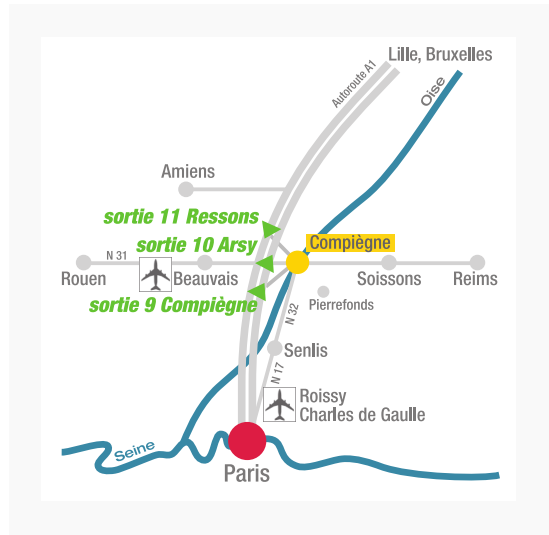 Lille, Bruxelles
Autoroute A1
Oise
Amiens
sortie 11 Ressons
sortie 10 Arsy
Compiègne
N 31
Rouen
Beauvais
Soissons
Reims
sortie 9 Compiègne
Pierrefonds
N 32
Senlis
N 17
Roissy
Charles de Gaulle
Seine
Paris